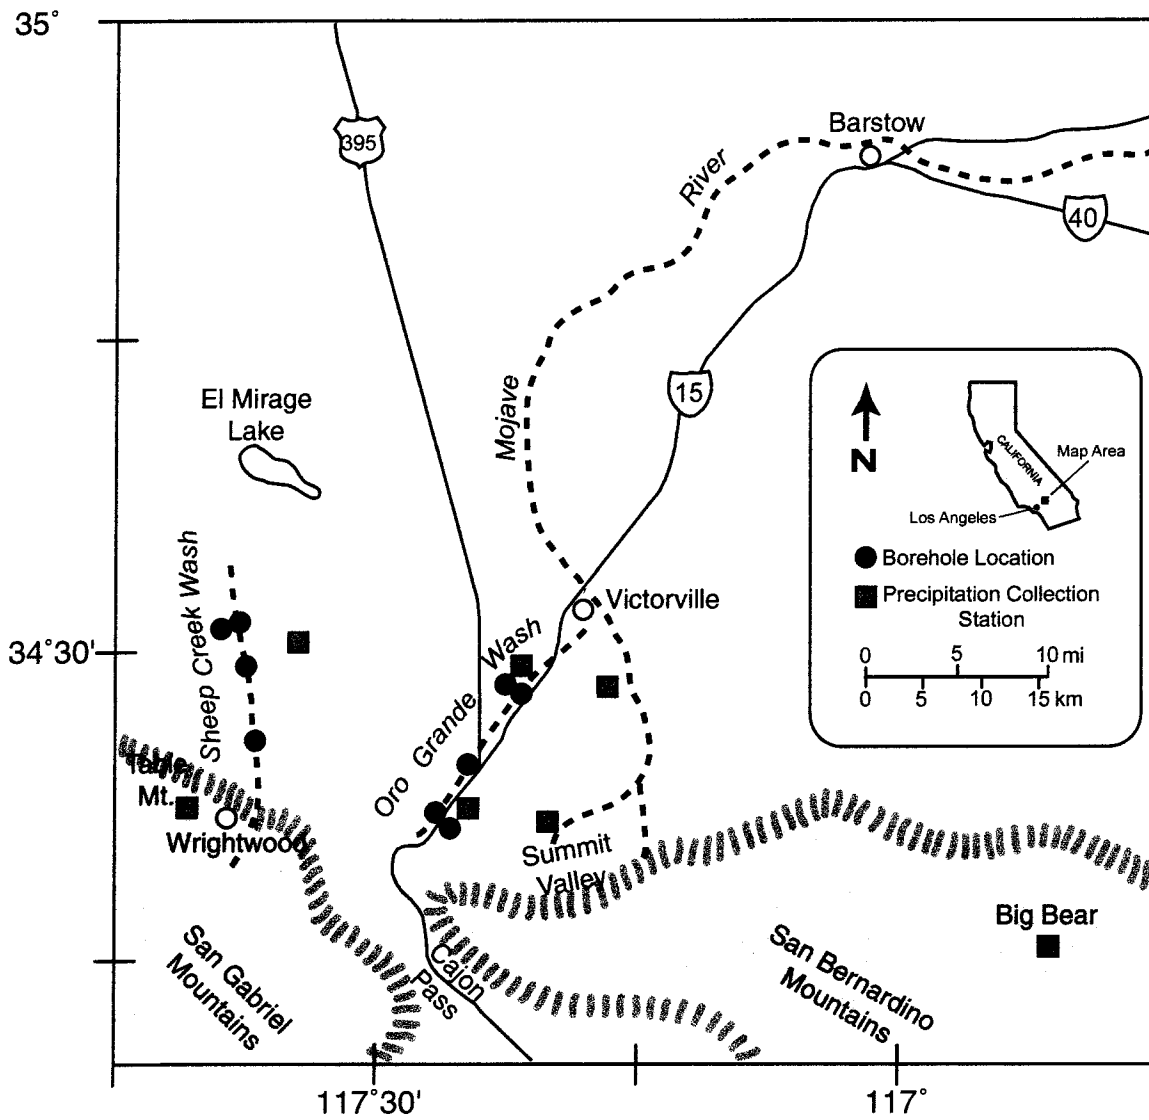 35°
395
Barstow
River
40
El Mirage
Lake
Mojave
15
N
CALIFORNIA
Map Area
Los Angeles
Borehole Location
Precipitation Collection
Station
0 5 10 mi
0 5 10 15 km
Sheep Creek Wash
Victorville
34°30'
Oro Grande Wash
Table
Mt.
Wrightwood
Summit
Valley
Big Bear
San Gabriel
Mountains
Cajon
Pass
San Bernardino
Mountains
117°30'
117°